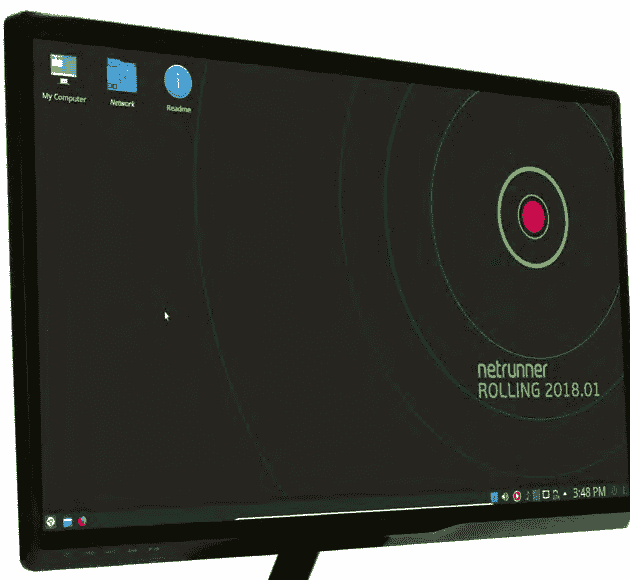 My Computer
Network
Readme
netrunner
ROLLING 2018.01
3:48 PM